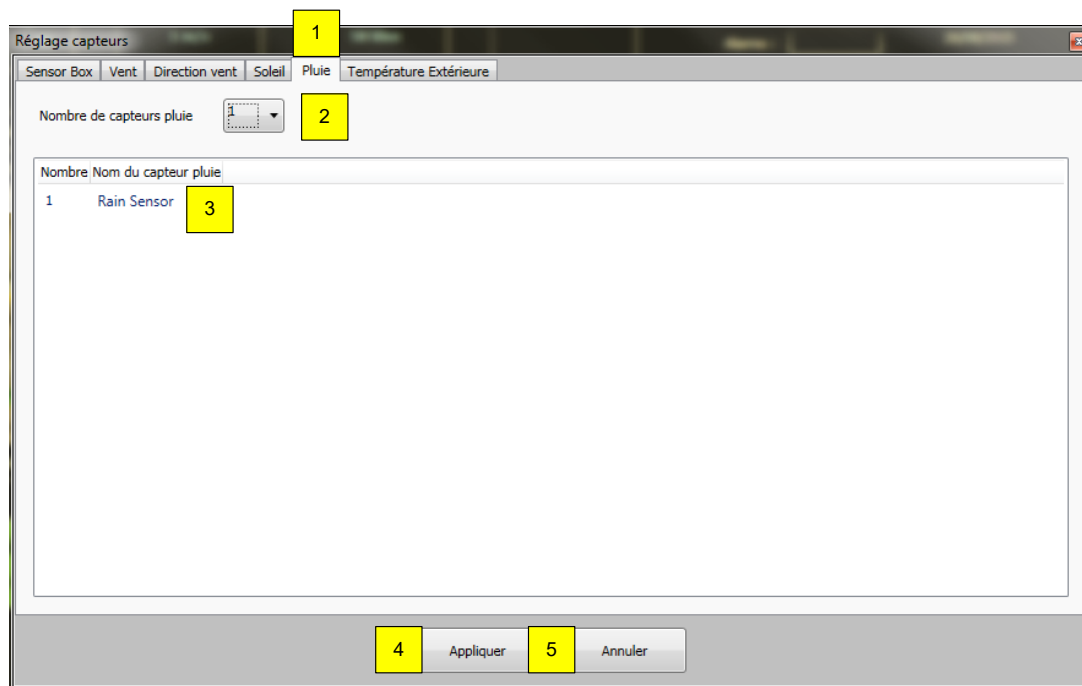 1
Réglage capteurs
Sensor Box Vent Direction vent Soleil Pluie Température Extérieure
Nombre de capteurs pluie 1 2
Nombre Nom du capteur pluie
1 Rain Sensor 3
4 Appliquer 5 Annuler